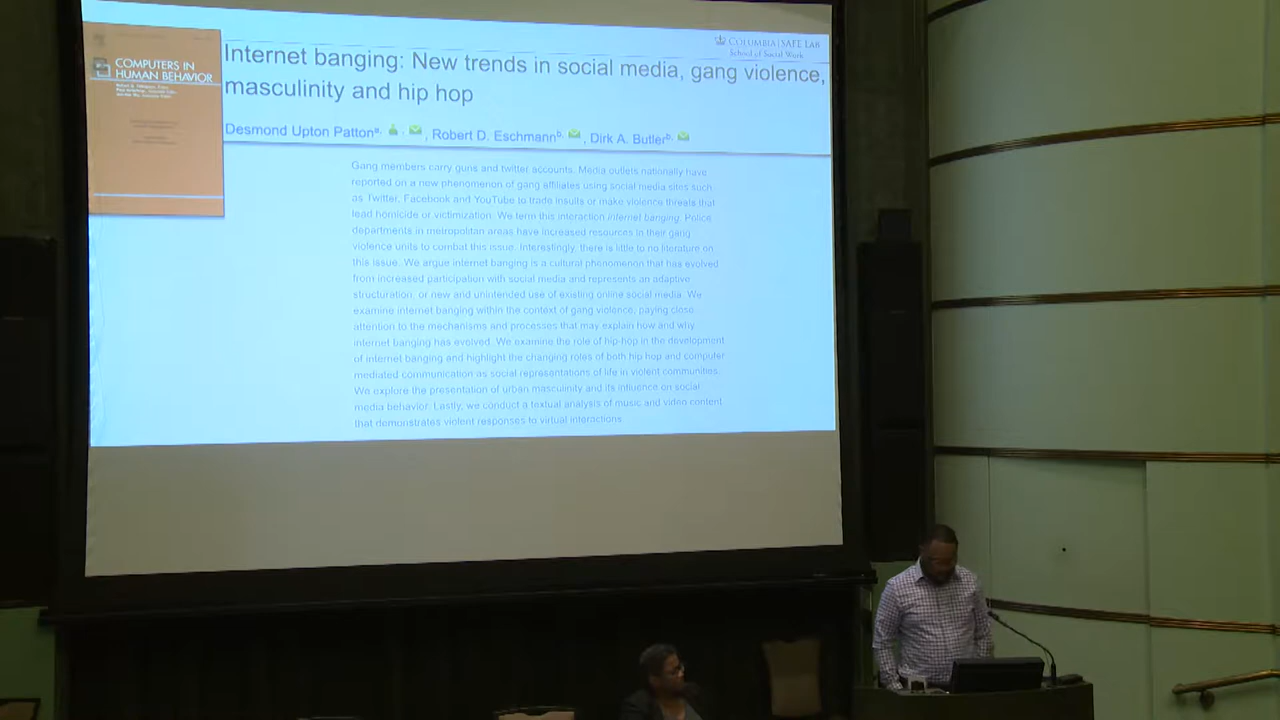 COLUMBIA | SAFE LAB
School of Social Work
COMPUTERS IN
HUMAN BEHAVIOR
Internet banging: New trends in social media, gang violence,
masculinity and hip hop
Desmond Upton Pattonᵃ, , Robert D. Eschmannᵇ, , Dirk A. Butlerᵇ,
Gang members carry guns and twitter accounts. Media outlets nationally have
reported on a new phenomenon of gang affiliates using social media sites such
as Twitter, Facebook and YouTube to trade insults or make violence threats that
lead homicide or victimization. We term this interaction internet banging. Police
departments in metropolitan areas have increased resources in their gang
violence units to combat this issue. Interestingly, there is little to no literature on
this issue. We argue internet banging is a cultural phenomenon that has evolved
from increased participation with social media and represents an adaptive
structuration, or new and unintended use of existing online social media. We
examine internet banging within the context of gang violence, paying close
attention to the mechanisms and processes that may explain how and why
internet banging has evolved. We examine the role of hip-hop in the development
of internet banging and highlight the changing roles of both hip hop and computer
mediated communication as social representations of life in violent communities.
We explore the presentation of urban masculinity and its influence on social
media behavior. Lastly, we conduct a textual analysis of music and video content
that demonstrates violent responses to virtual interactions